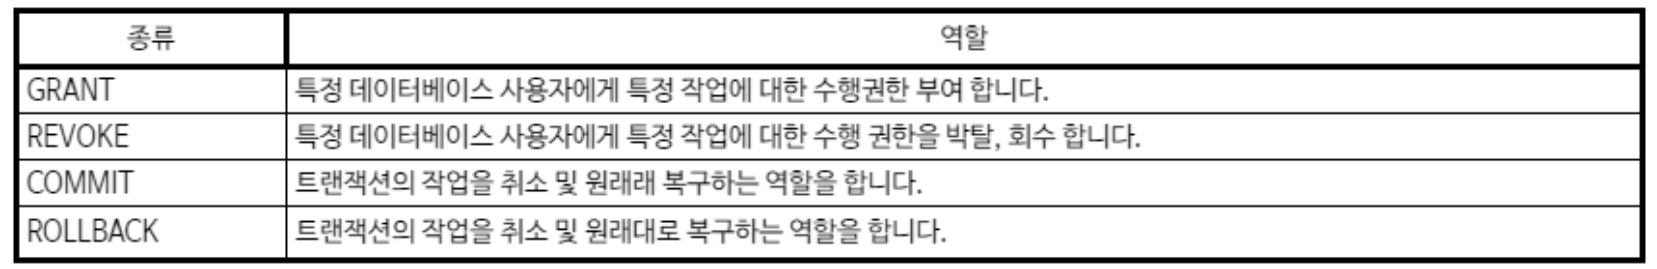 종류 역할
GRANT 특정 데이터베이스 사용자에게 특정 작업에 대한 수행권한 부여 합니다.
REVOKE 특정 데이터베이스 사용자에게 특정 작업에 대한 수행 권한을 박탈, 회수 합니다.
COMMIT 트랜잭션의 작업을 취소 및 원래래 복구하는 역할을 합니다.
ROLLBACK 트랜잭션의 작업을 취소 및 원래대로 복구하는 역할을 합니다.